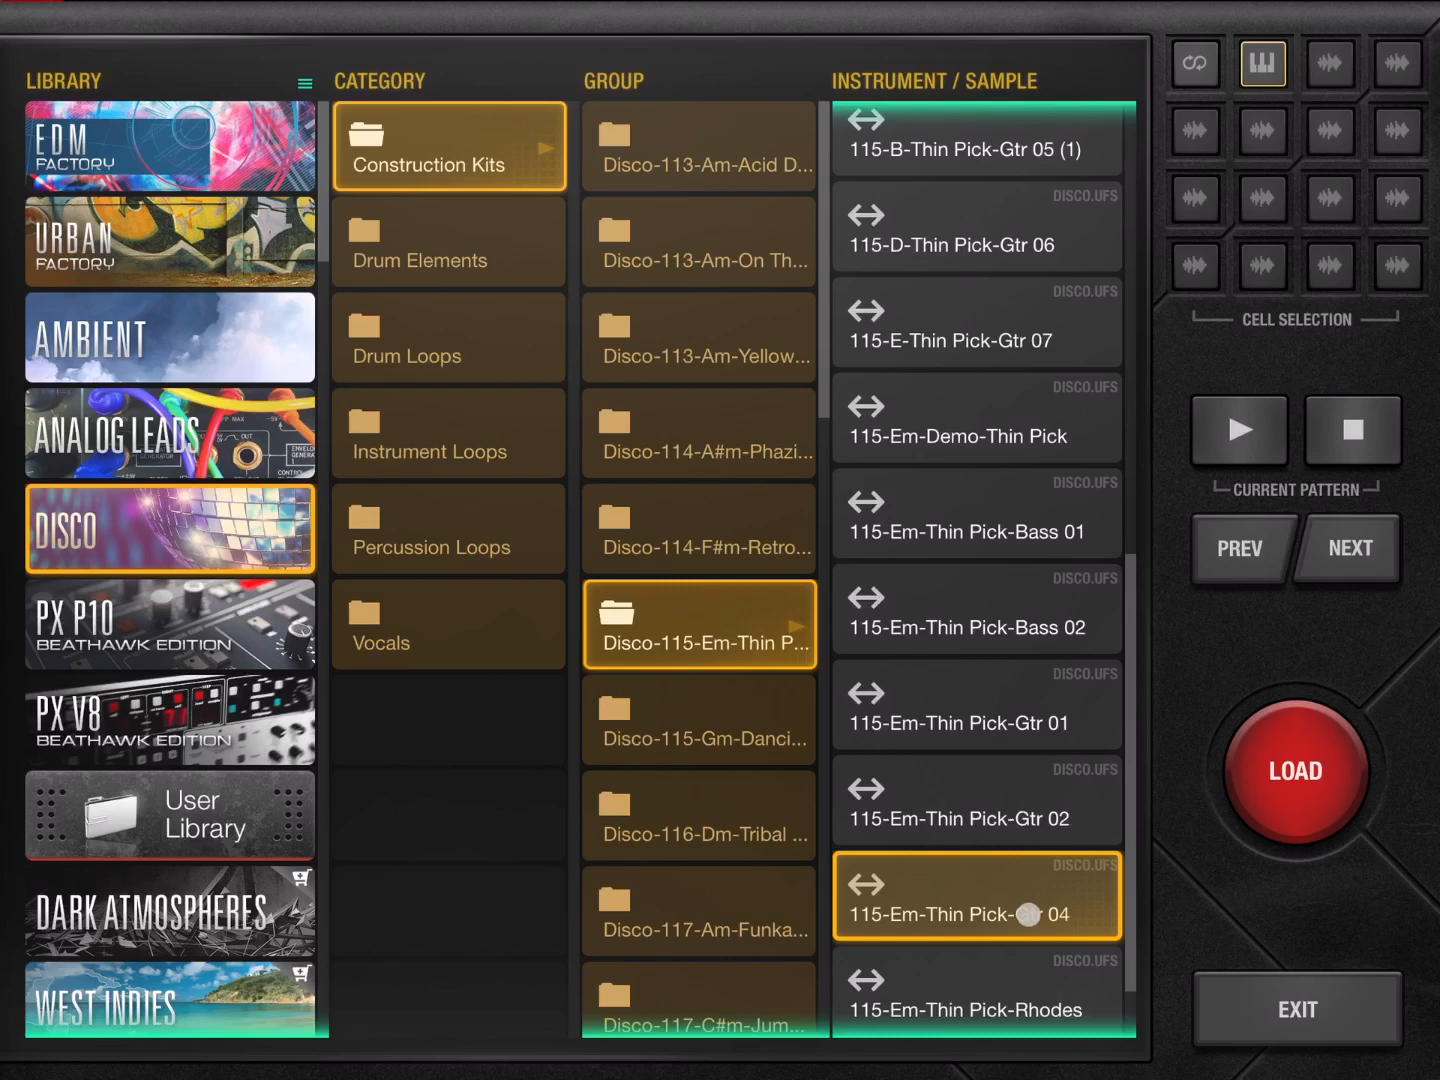 LIBRARY
CATEGORY
GROUP
INSTRUMENT / SAMPLE
EDM
FACTORY
URBAN
FACTORY
AMBIENT
ANALOG LEADS
DISCO
PX P10
BEATHAWK EDITION
PX V8
BEATHAWK EDITION
User
Library
DARK ATMOSPHERES
WEST INDIES
Construction Kits
Drum Elements
Drum Loops
Instrument Loops
Percussion Loops
Vocals
Disco-113-Am-Acid D...
Disco-113-Am-On Th...
Disco-113-Am-Yellow...
Disco-114-A#m-Phazi...
Disco-114-F#m-Retro...
Disco-115-Em-Thin P...
Disco-115-Gm-Danci...
Disco-116-Dm-Tribal ...
Disco-117-Am-Funka...
Disco-117-C#m-Jum...
115-B-Thin Pick-Gtr 05 (1)
DISCO.UFS
115-D-Thin Pick-Gtr 06
DISCO.UFS
115-E-Thin Pick-Gtr 07
DISCO.UFS
115-Em-Demo-Thin Pick
DISCO.UFS
115-Em-Thin Pick-Bass 01
DISCO.UFS
115-Em-Thin Pick-Bass 02
DISCO.UFS
115-Em-Thin Pick-Gtr 01
DISCO.UFS
115-Em-Thin Pick-Gtr 02
DISCO.UFS
115-Em-Thin Pick-Gtr 04
DISCO.UFS
115-Em-Thin Pick-Rhodes
CELL SELECTION
CURRENT PATTERN
PREV
NEXT
LOAD
EXIT